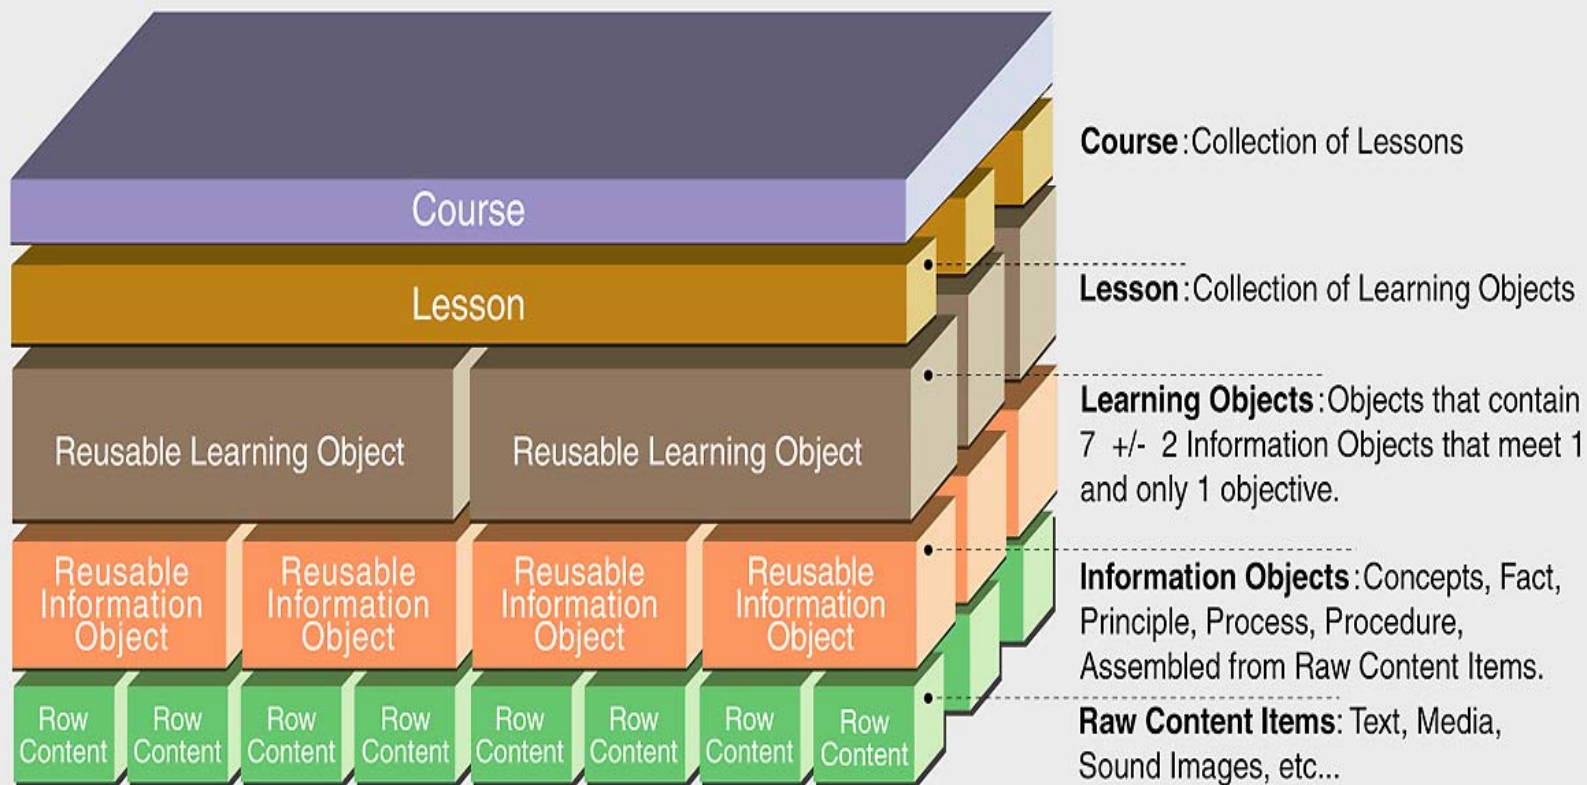 Course
Lesson
Reusable Learning Object
Reusable Learning Object
Reusable
Information
Object
Reusable
Information
Object
Reusable
Information
Object
Reusable
Information
Object
Row
Content
Row
Content
Row
Content
Row
Content
Row
Content
Row
Content
Row
Content
Row
Content
Course :Collection of Lessons
Lesson :Collection of Learning Objects
Learning Objects :Objects that contain
7 +/- 2 Information Objects that meet 1
and only 1 objective.
Information Objects :Concepts, Fact,
Principle, Process, Procedure,
Assembled from Raw Content Items.
Raw Content Items: Text, Media,
Sound Images, etc...